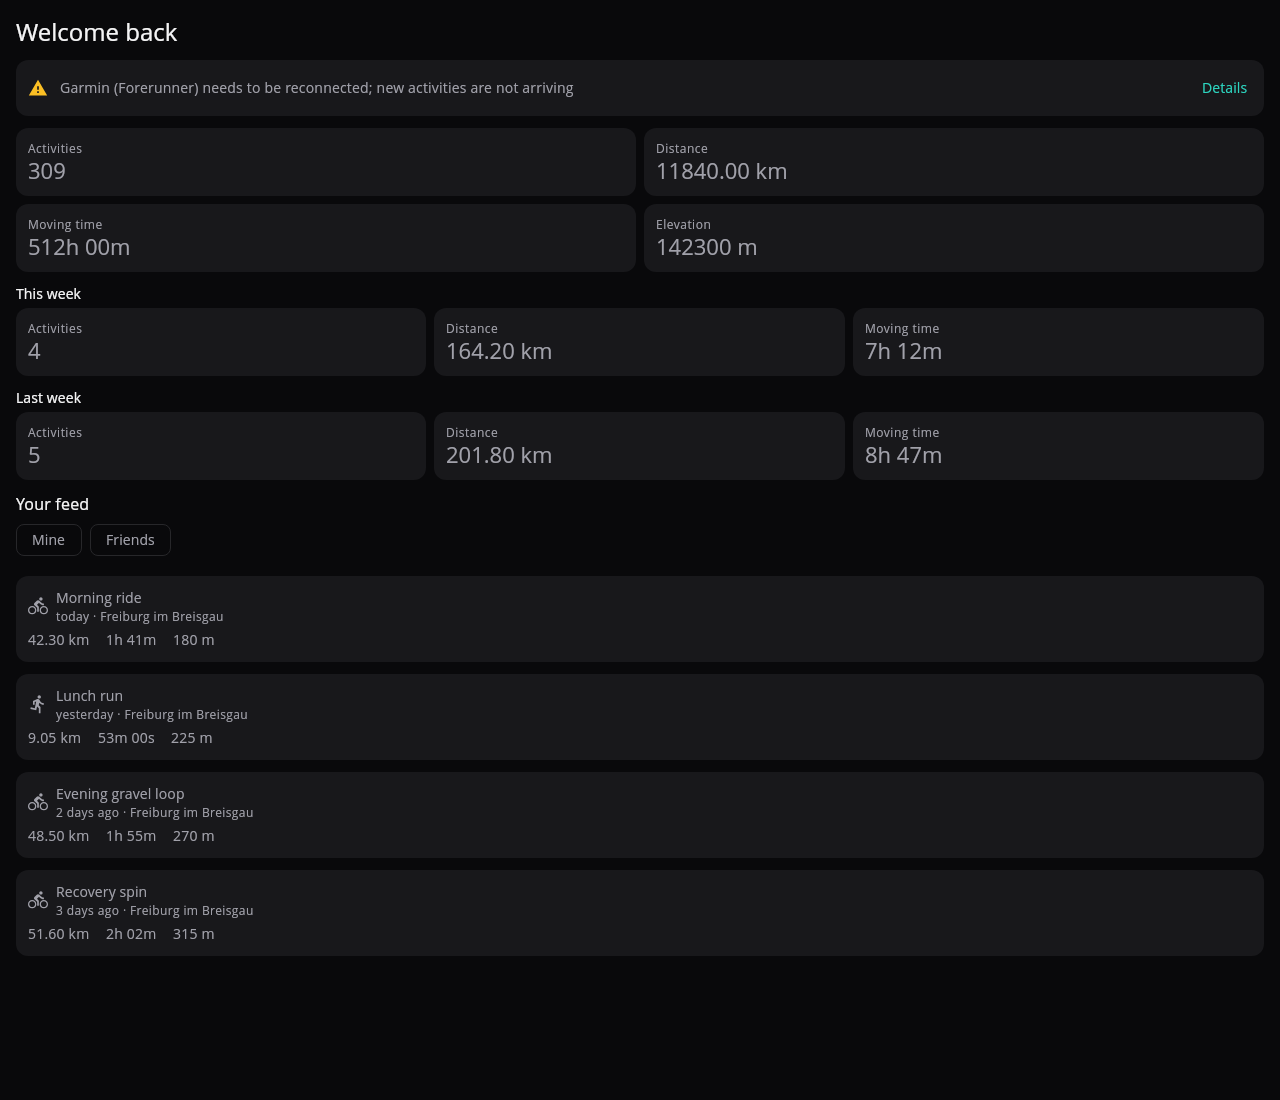 Welcome back
Garmin (Forerunner) needs to be reconnected; new activities are not arriving
Details
Activities
309
Distance
11840.00 km
Moving time
512h 00m
Elevation
142300 m
This week
Activities
4
Distance
164.20 km
Moving time
7h 12m
Last week
Activities
5
Distance
201.80 km
Moving time
8h 47m
Your feed
Mine
Friends
Morning ride
today · Freiburg im Breisgau
42.30 km 1h 41m 180 m
Lunch run
yesterday · Freiburg im Breisgau
9.05 km 53m 00s 225 m
Evening gravel loop
2 days ago · Freiburg im Breisgau
48.50 km 1h 55m 270 m
Recovery spin
3 days ago · Freiburg im Breisgau
51.60 km 2h 02m 315 m